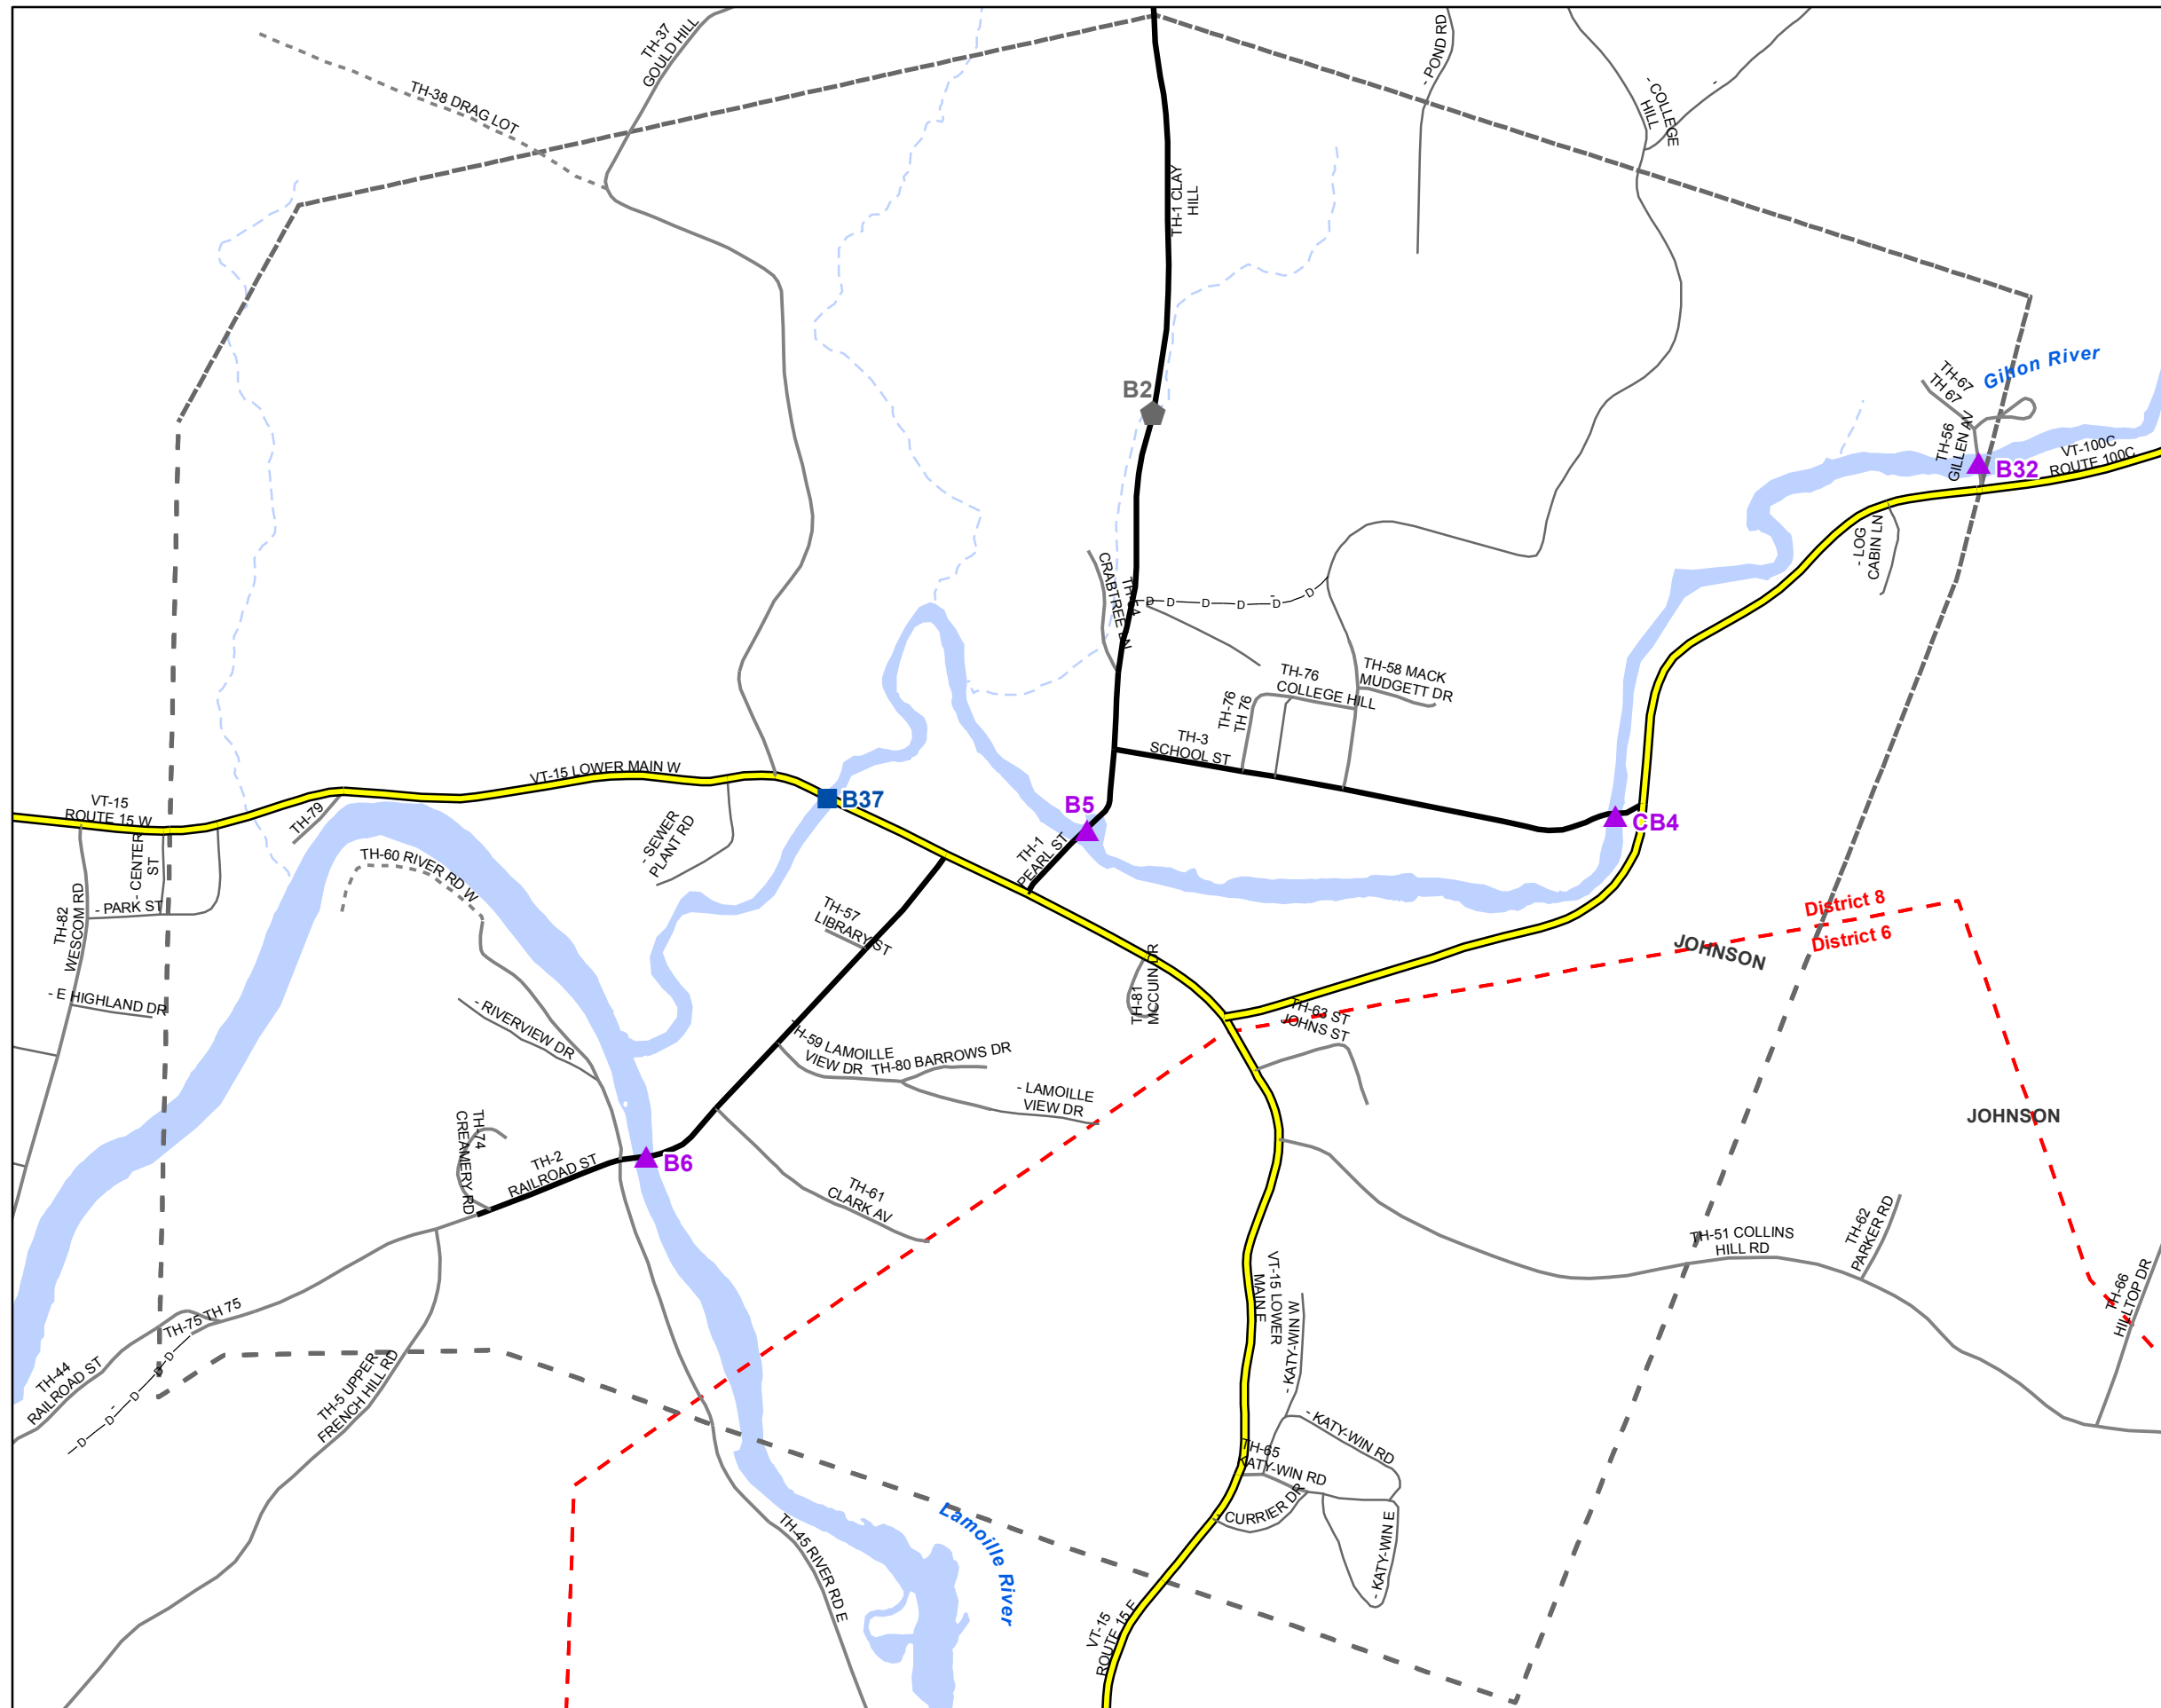 TH-37
GOULD HILL
- POND RD
TH-38 DRAG LOT
- COLLEGE
HILL
-
TH-1 CLAY
HILL
Gihon River
TH-67
TH 67
B2
TH-56
GILLEN AV
VT-100C
ROUTE 100C
B32
- LOG
CABIN LN
TH-54
CRABTREE LN
D D D D D D
-
TH-76
COLLEGE HILL
TH-58 MACK
MUDGETT DR
TH-76
TH 76
TH-3
SCHOOL ST
VT-15 LOWER MAIN W
VT-15
ROUTE 15 W
TH-79
B37
B5
CB4
- SEWER
PLANT RD
TH-1
PEARL ST
- CENTER
ST
TH-60 RIVER RD W
- PARK ST
TH-82
WESCOM RD
TH-57
LIBRARY ST
District 8
District 6
JOHNSON
- E HIGHLAND DR
- RIVERVIEW DR
TH-81
MCCUIN DR
TH-63 ST
JOHNS ST
TH-59 LAMOILLE
VIEW DR
TH-80 BARROWS DR
- LAMOILLE
VIEW DR
JOHNSON
TH-74
CREAMERY RD
TH-2
RAILROAD ST
B6
TH-61
CLARK AV
TH-51 COLLINS
HILL RD
TH-62
PARKER RD
TH-66
HILLTOP DR
VT-15 LOWER
MAIN E
- KATY-WIN W
TH-75 TH 75
TH-44
RAILROAD ST
D D D D
-
TH-5 UPPER
FRENCH HILL RD
- KATY-WIN RD
TH-65
KATY-WIN RD
- CURRIER DR
- KATY-WIN E
Lamoille River
TH-45 RIVER RD E
VT-15
ROUTE 15 E